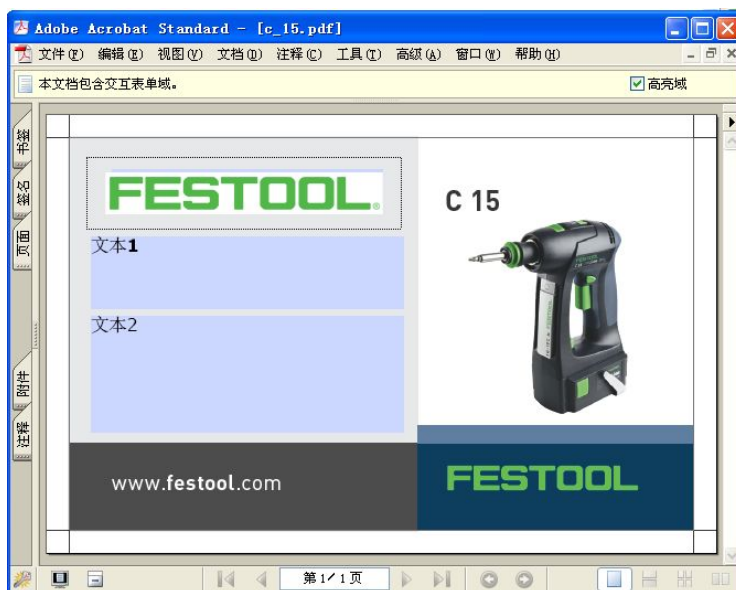 Adobe Acrobat Standard - [c_15.pdf]
文件(F) 编辑(E) 视图(V) 文档(D) 注释(C) 工具(T) 高级(A) 窗口(W) 帮助(H)
本文档包含交互表单域。 高亮域
书签
签名
页面
附件
注释
FESTOOL
文本1
文本2
www.festool.com
C 15
FESTOOL
第 1 / 1 页